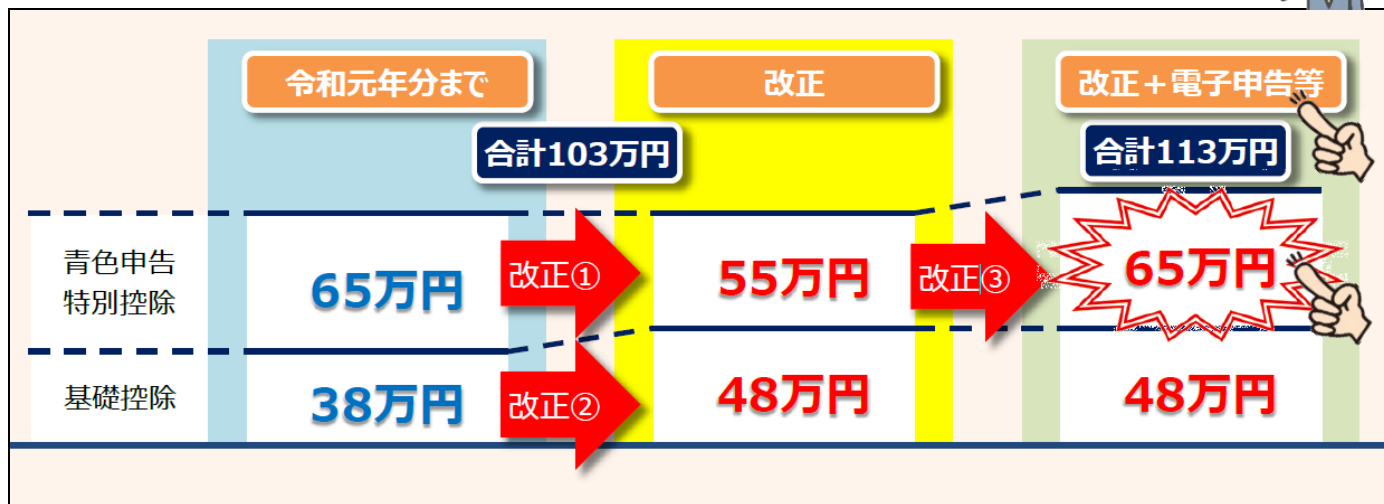 令和元年分まで
改正
改正＋電子申告等
合計103万円
合計113万円
青色申告
特別控除
65万円
改正①
55万円
改正③
65万円
基礎控除
38万円
改正②
48万円
48万円